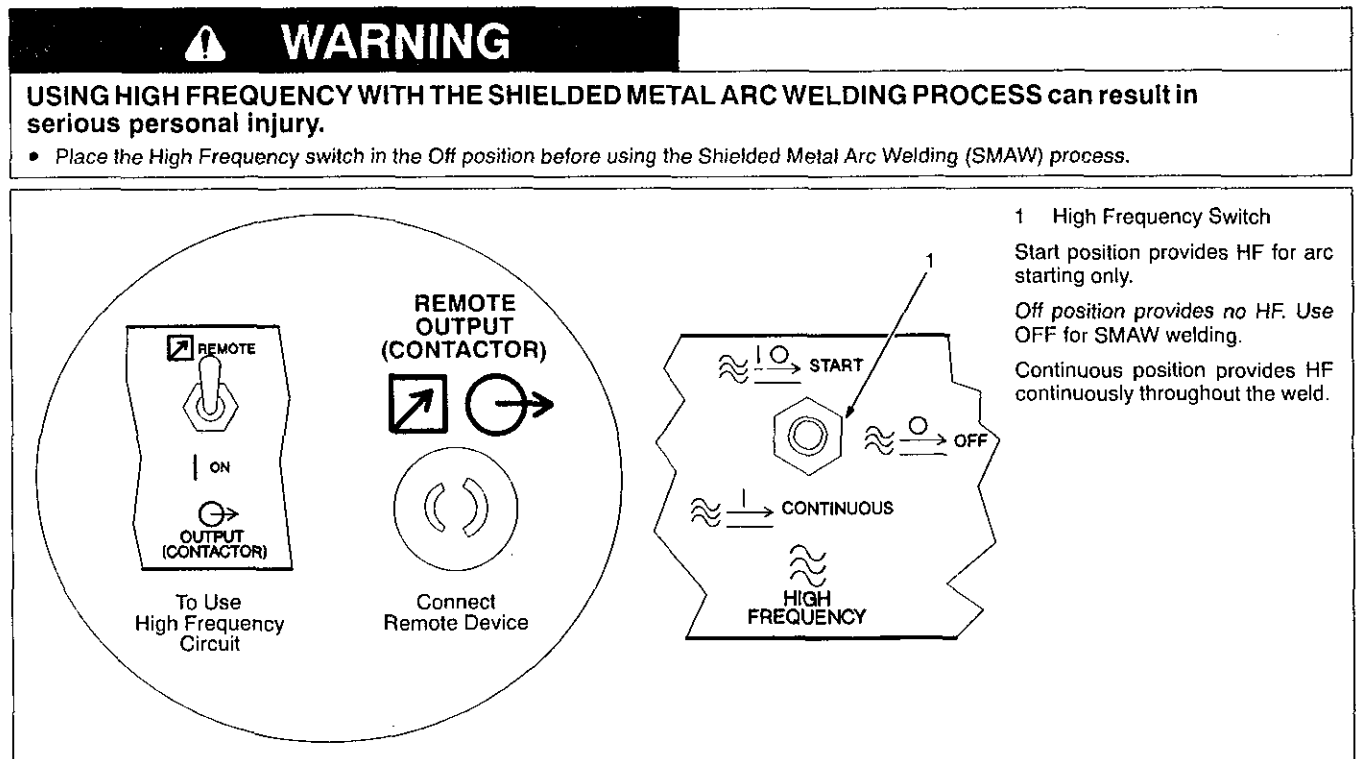 WARNING
USING HIGH FREQUENCY WITH THE SHIELDED METAL ARC WELDING PROCESS can result in
serious personal injury.
• Place the High Frequency switch in the Off position before using the Shielded Metal Arc Welding (SMAW) process.
REMOTE
ON
OUTPUT
(CONTACTOR)
To Use
High Frequency
Circuit
REMOTE
OUTPUT
(CONTACTOR)
Connect
Remote Device
1
START
OFF
CONTINUOUS
HIGH
FREQUENCY
1 High Frequency Switch
Start position provides HF for arc
starting only.
Off position provides no HF. Use
OFF for SMAW welding.
Continuous position provides HF
continuously throughout the weld.